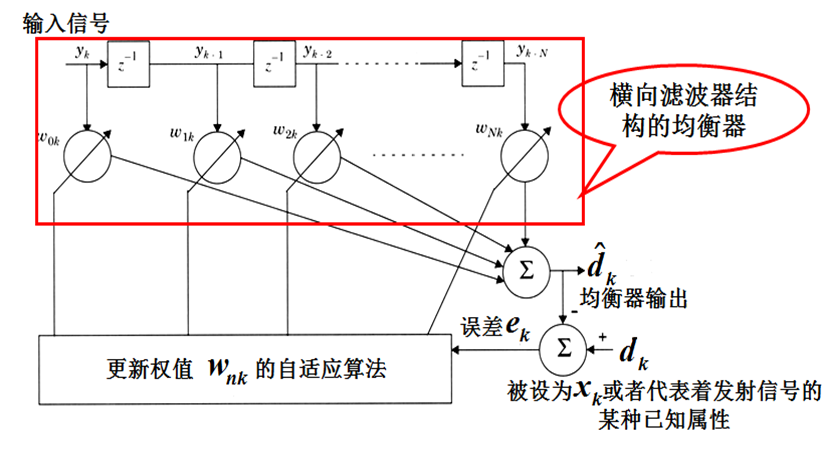 输入信号
y_k z^{-1} y_{k-1} z^{-1} y_{k-2} z^{-1} y_{k-N}
横向滤波器结
构的均衡器
w_{0k} w_{1k} w_{2k} w_{Nk}
Σ \hat{d}_k
均衡器输出
-
误差 e_k Σ + d_k
更新权值 w_{nk} 的自适应算法
被设为 x_k 或者代表着发射信号的
某种已知属性